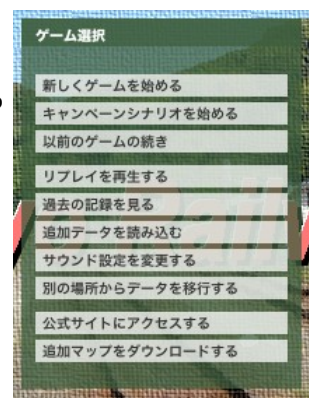 ゲーム選択
新しくゲームを始める
キャンペーンシナリオを始める
以前のゲームの続き
リプレイを再生する
過去の記録を見る
追加データを読み込む
サウンド設定を変更する
別の場所からデータを移行する
公式サイトにアクセスする
追加マップをダウンロードする